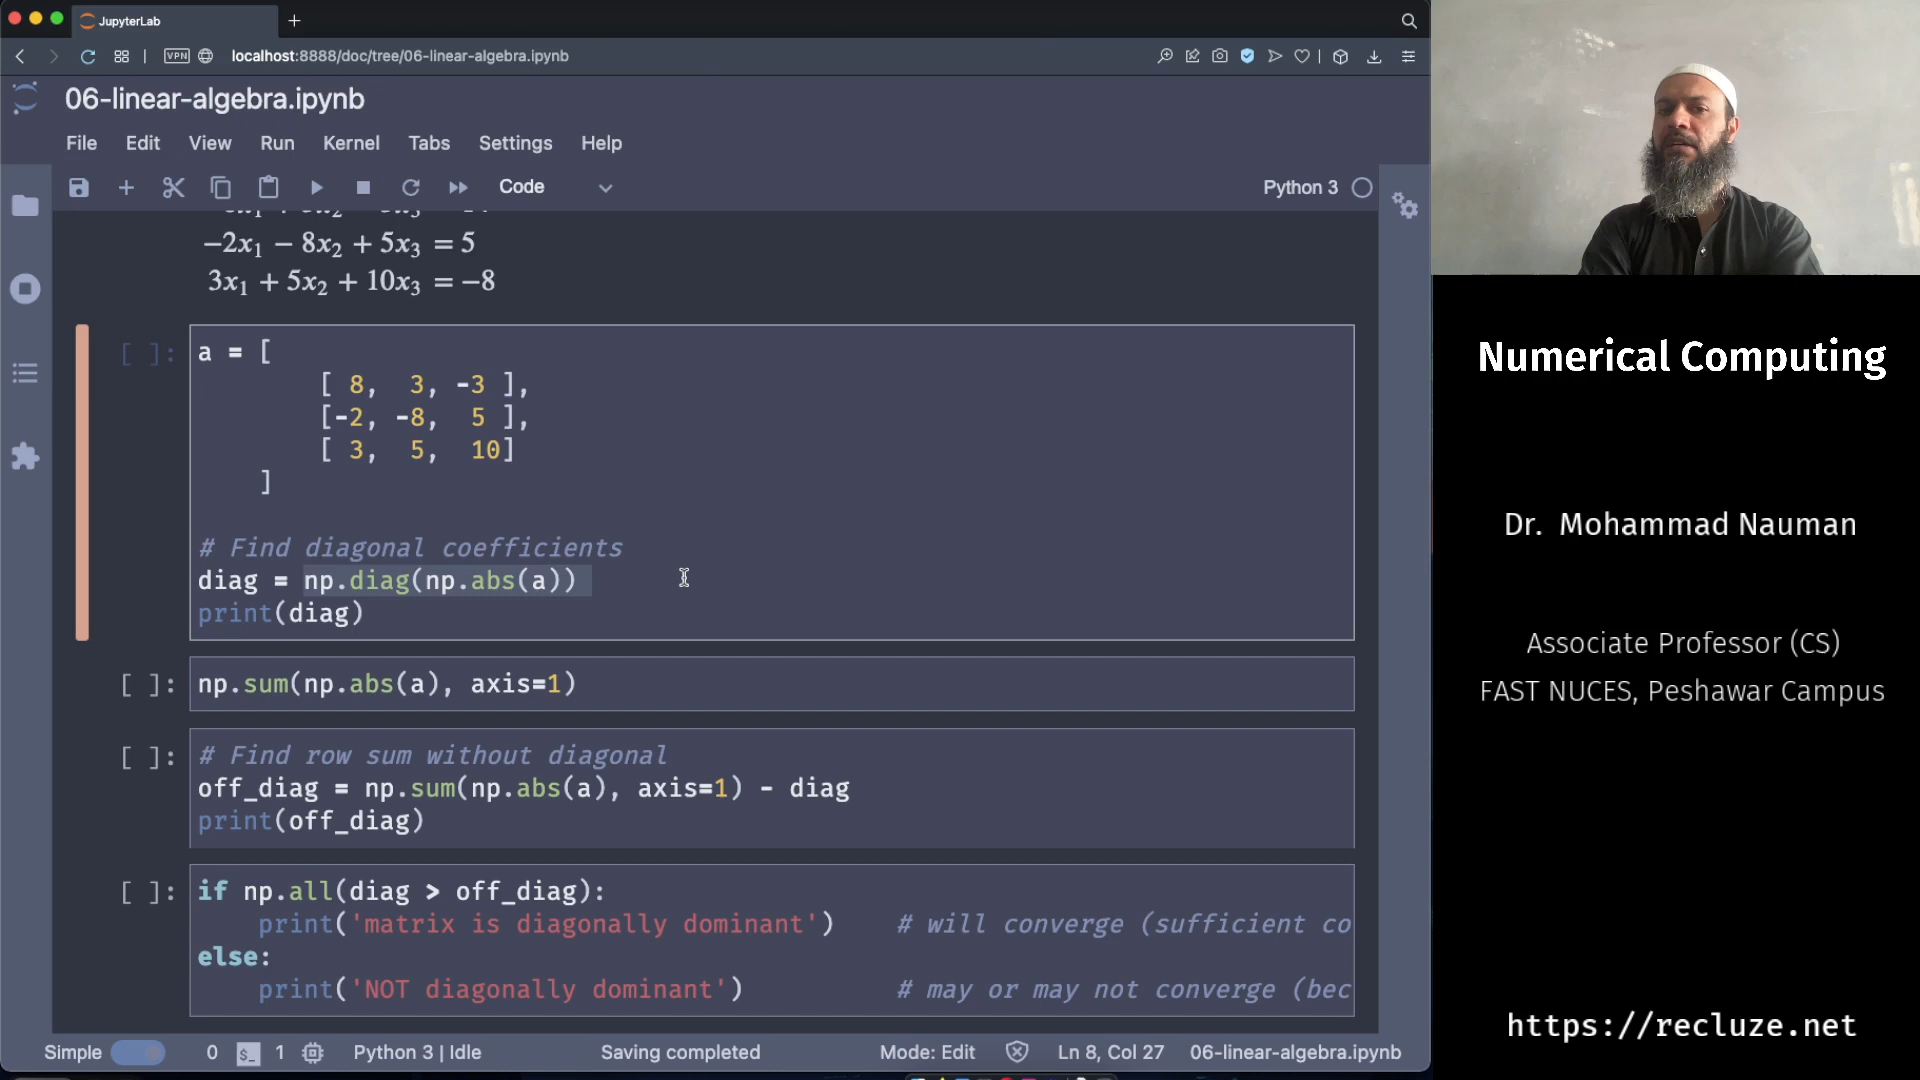 JupyterLab
VPN
localhost:8888/doc/tree/06-linear-algebra.ipynb
06-linear-algebra.ipynb
File Edit View Run Kernel Tabs Settings Help
Code
Python 3
−2x₁ − 8x₂ + 5x₃ = 5
3x₁ + 5x₂ + 10x₃ = −8
[ ]:
a = [
[ 8, 3, -3 ],
[-2, -8, 5 ],
[ 3, 5, 10]
]
# Find diagonal coefficients
diag = np.diag(np.abs(a))
print(diag)
[ ]: np.sum(np.abs(a), axis=1)
[ ]: # Find row sum without diagonal
off_diag = np.sum(np.abs(a), axis=1) - diag
print(off_diag)
[ ]: if np.all(diag > off_diag):
print('matrix is diagonally dominant') # will converge (sufficient co
else:
print('NOT diagonally dominant') # may or may not converge (bec
Simple 0 $_ 1 Python 3 | Idle Saving completed Mode: Edit Ln 8, Col 27 06-linear-algebra.ipynb
Numerical Computing
Dr. Mohammad Nauman
Associate Professor (CS)
FAST NUCES, Peshawar Campus
https://recluze.net